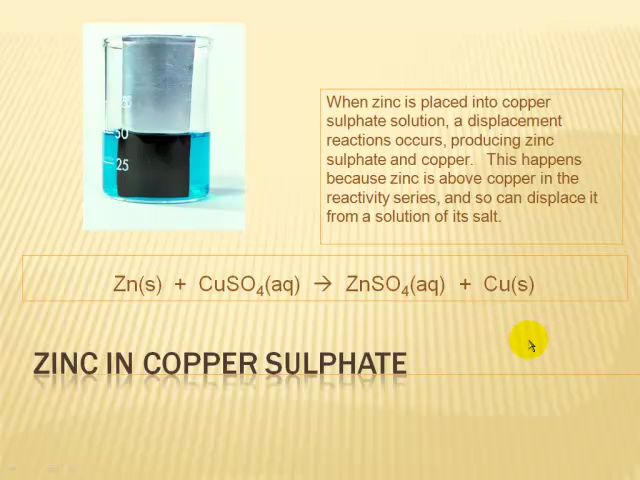 50
25
When zinc is placed into copper
sulphate solution, a displacement
reactions occurs, producing zinc
sulphate and copper. This happens
because zinc is above copper in the
reactivity series, and so can displace it
from a solution of its salt.
Zn(s) + CuSO₄(aq) → ZnSO₄(aq) + Cu(s)
ZINC IN COPPER SULPHATE